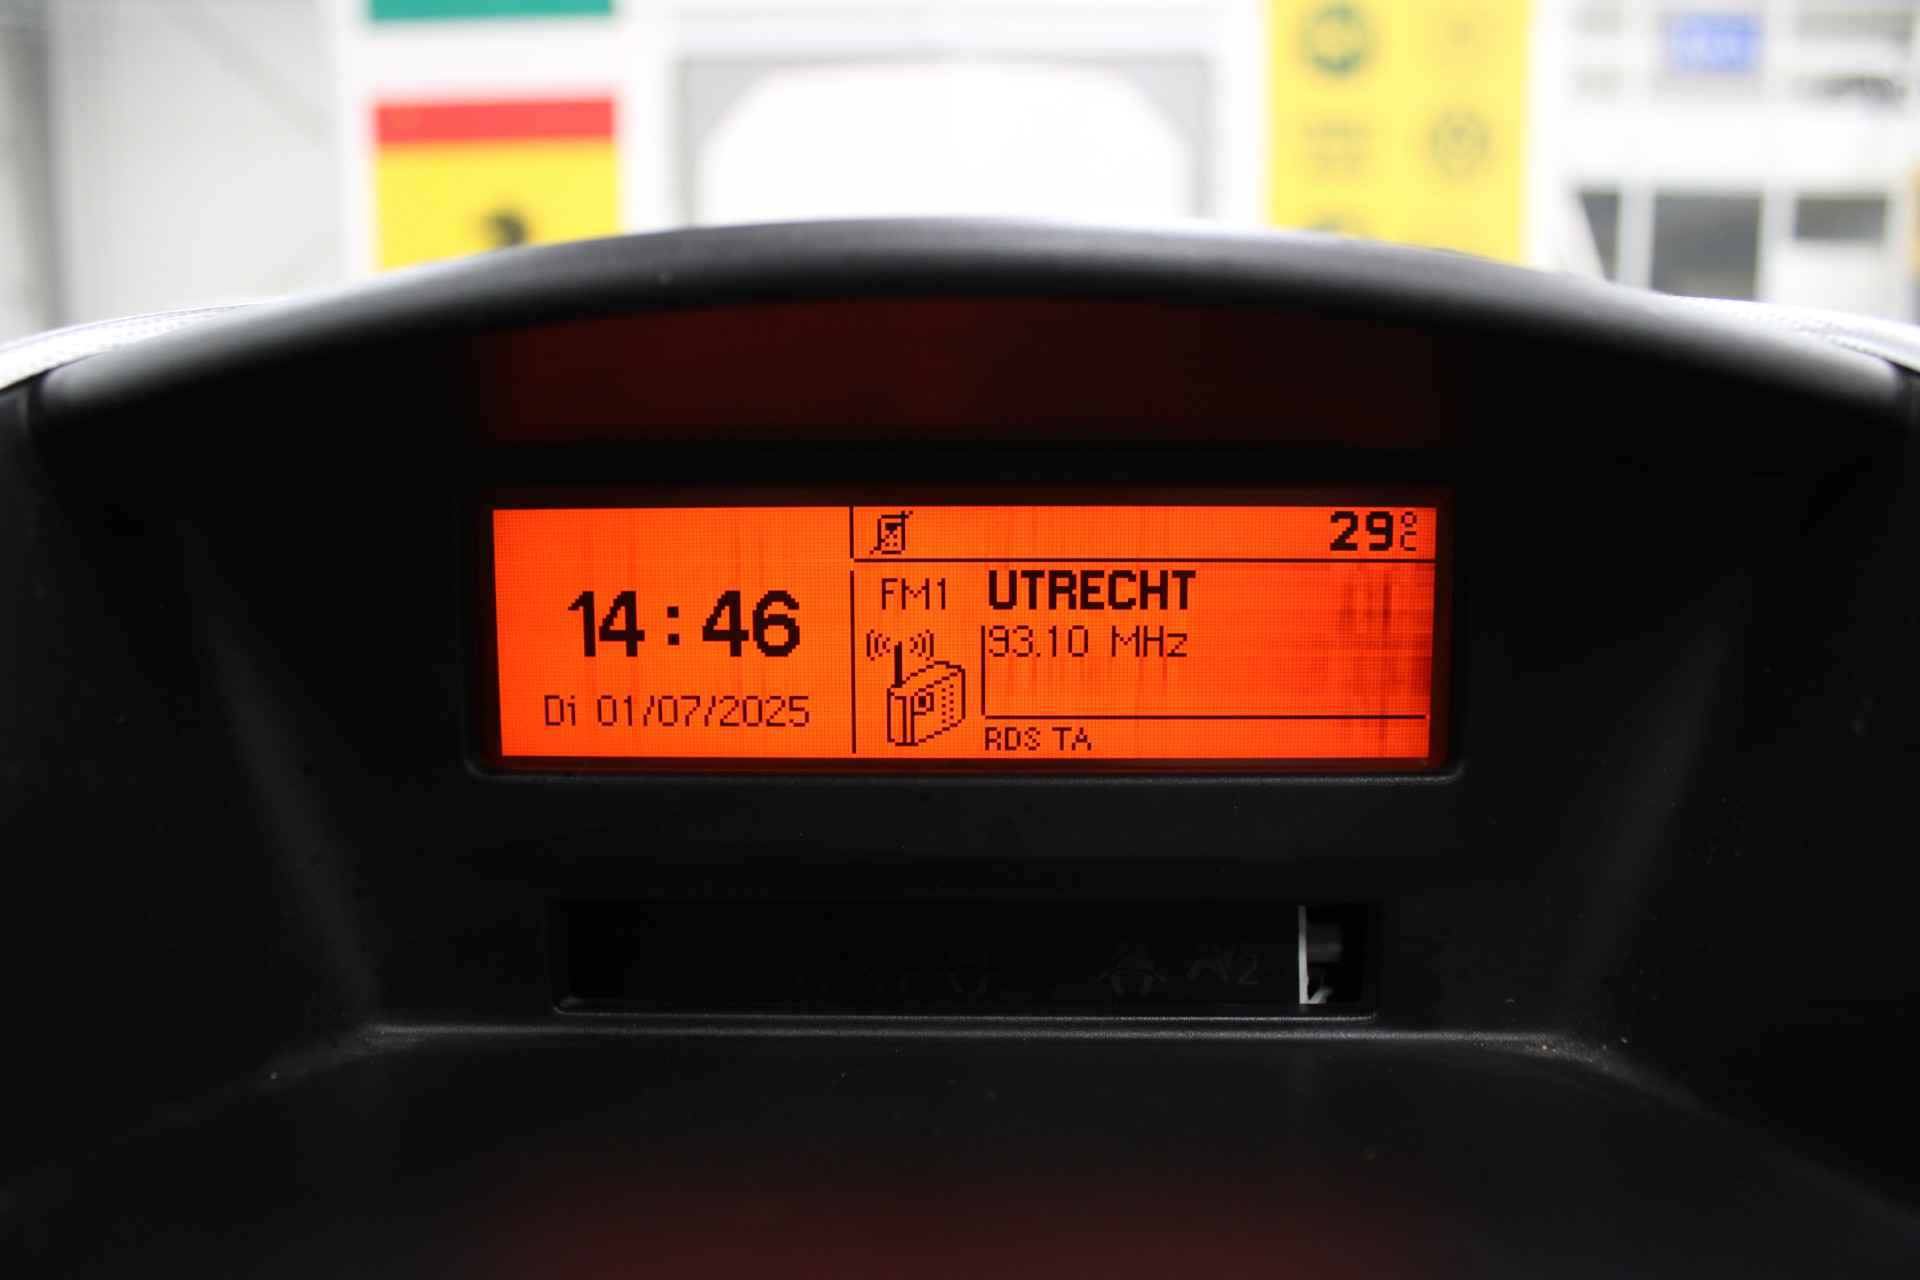 29°C
14:46
Di 01/07/2025
FM1 UTRECHT
93.10 MHz
RDS TA